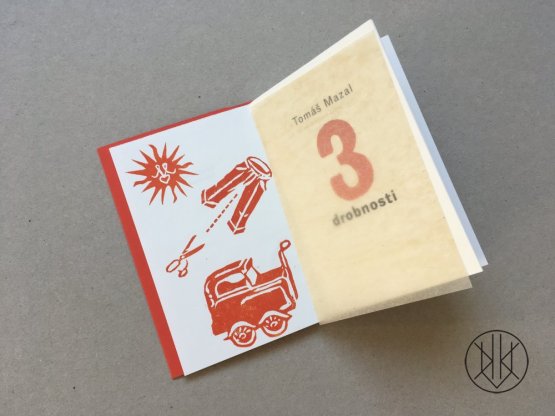 Tomáš Mazal
3
drobnosti